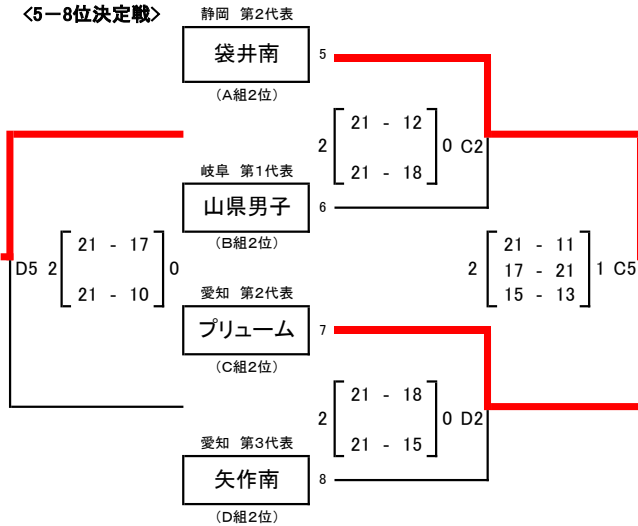 <5-8位決定戦>
静岡 第2代表
袋井南
5
(A組2位)
2
21 - 12
21 - 18
0 C2
岐阜 第1代表
山県男子
6
(B組2位)
D5 2
21 - 17
21 - 10
0
2
21 - 11
17 - 21
15 - 13
1 C5
愛知 第2代表
プリューム
7
(C組2位)
2
21 - 18
21 - 15
0 D2
愛知 第3代表
矢作南
8
(D組2位)